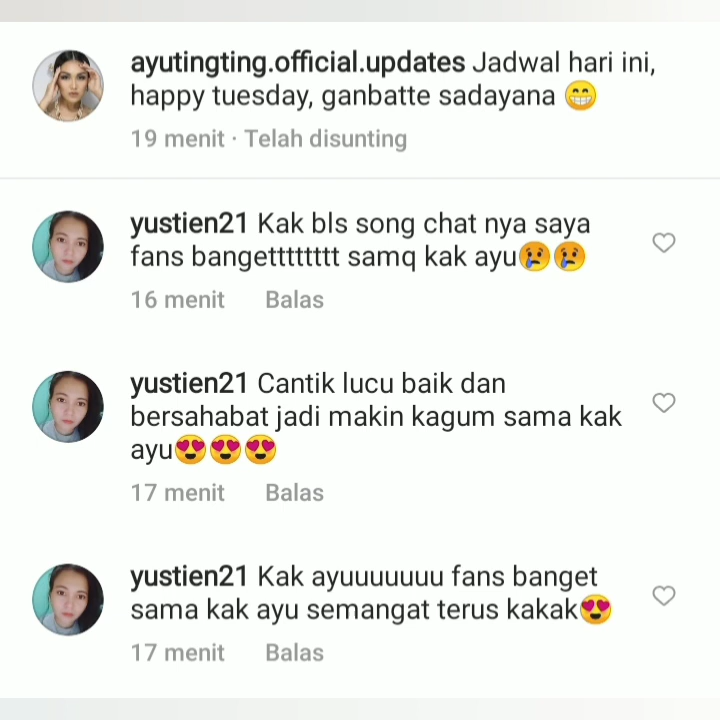 ayutingting.official.updates Jadwal hari ini,
happy tuesday, ganbatte sadayana 😁
19 menit · Telah disunting
yustien21 Kak bls song chat nya saya
fans bangetttttttt samq kak ayu😢😢
16 menit Balas
yustien21 Cantik lucu baik dan
bersahabat jadi makin kagum sama kak
ayu😍😍😍
17 menit Balas
yustien21 Kak ayuuuuuuu fans banget
sama kak ayu semangat terus kakak😍
17 menit Balas